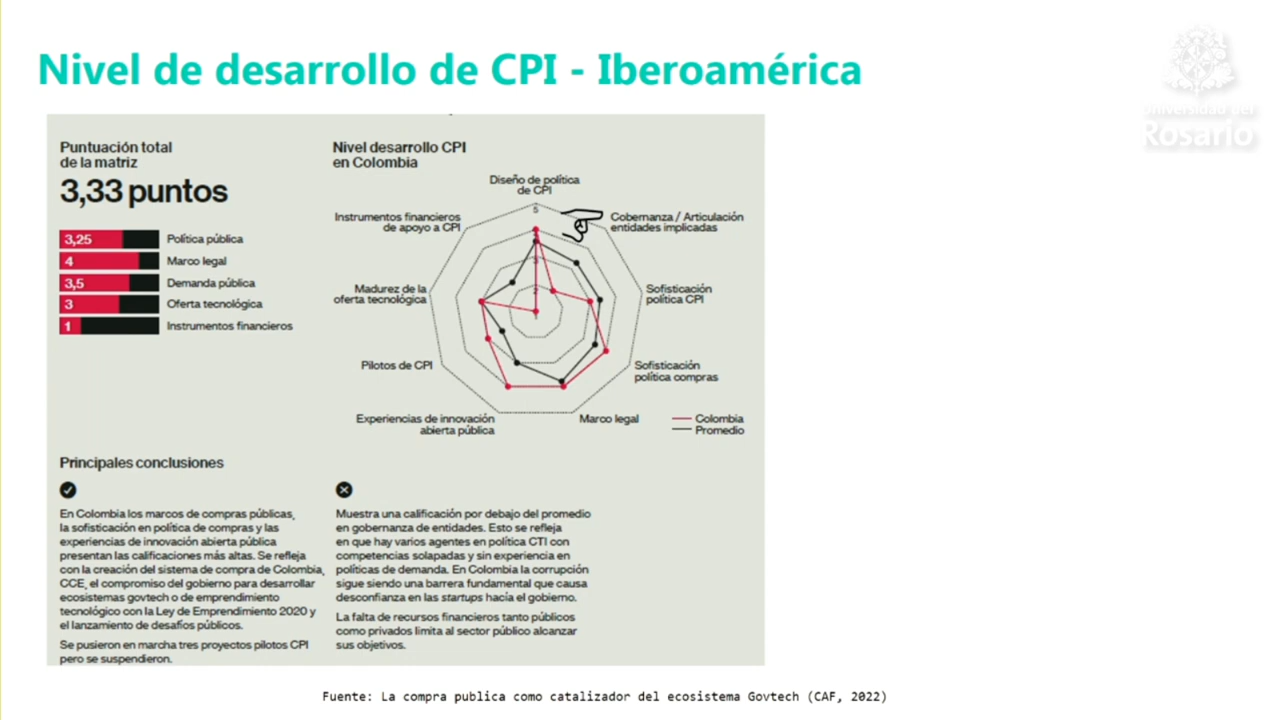 Nivel de desarrollo de CPI - Iberoamérica
Universidad del
Rosario
Puntuación total
de la matriz
3,33 puntos
3,25 Política pública
4 Marco legal
3,5 Demanda pública
3 Oferta tecnológica
1 Instrumentos financieros
Nivel desarrollo CPI
en Colombia
Diseño de política
de CPI
Instrumentos financieros
de apoyo a CPI
Gobernanza / Articulación
entidades implicadas
Madurez de la
oferta tecnológica
Sofisticación
política CPI
Pilotos de CPI
Sofisticación
política compras
Experiencias de innovación
abierta pública
Marco legal
5
3
2
1
Colombia
Promedio
Principales conclusiones
En Colombia los marcos de compras públicas,
la sofisticación en política de compras y las
experiencias de innovación abierta pública
presentan las calificaciones más altas. Se refleja
con la creación del sistema de compra de Colombia,
CCE, el compromiso del gobierno para desarrollar
ecosistemas govtech o de emprendimiento
tecnológico con la Ley de Emprendimiento 2020 y
el lanzamiento de desafíos públicos.
Se pusieron en marcha tres proyectos pilotos CPI
pero se suspendieron.
Muestra una calificación por debajo del promedio
en gobernanza de entidades. Esto se refleja
en que hay varios agentes en política CTI con
competencias solapadas y sin experiencia en
políticas de demanda. En Colombia la corrupción
sigue siendo una barrera fundamental que causa
desconfianza en las startups hacía el gobierno.
La falta de recursos financieros tanto públicos
como privados limita al sector público alcanzar
sus objetivos.
Fuente: La compra publica como catalizador del ecosistema Govtech (CAF, 2022)